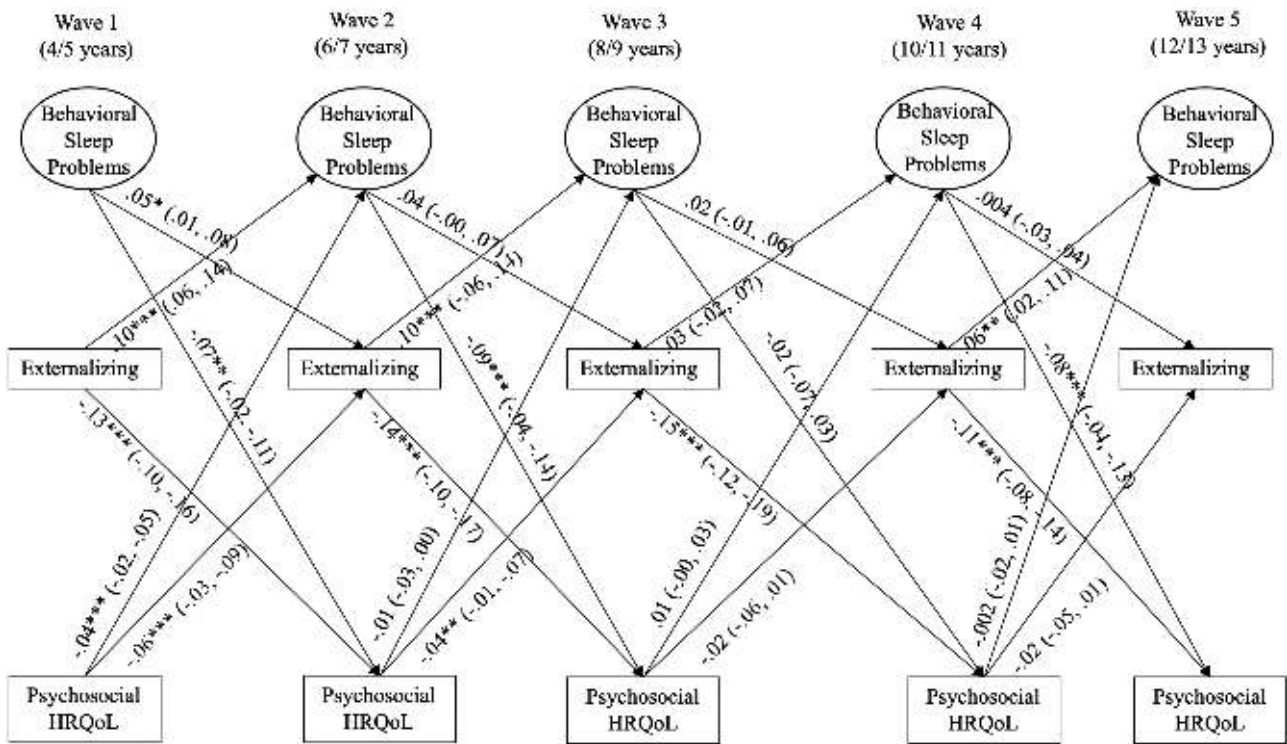 Wave 1
(4/5 years)
Wave 2
(6/7 years)
Wave 3
(8/9 years)
Wave 4
(10/11 years)
Wave 5
(12/13 years)
Behavioral
Sleep
Problems
Behavioral
Sleep
Problems
Behavioral
Sleep
Problems
Behavioral
Sleep
Problems
Behavioral
Sleep
Problems
.05* (.01, .08)
.04 (-.00, .07)
.02 (-.01, .06)
.004 (-.03, .04)
.10*** (.06, .14)
.10*** (-.06, .14)
.03 (-.02, .07)
.06** (.02, .11)
-.07** (-.02, -.11)
-.09*** (-.04, -.14)
-.02 (-.07, .03)
-.08*** (-.04, -.13)
Externalizing
Externalizing
Externalizing
Externalizing
Externalizing
-.13*** (-.10, -.16)
-.14*** (-.10, -.17)
-.15*** (-.12, -.19)
-.11*** (-.08, -.14)
-.04*** (-.02, -.05)
-.01 (-.03, .00)
.01 (-.00, .03)
-.002 (-.02, .01)
-.06*** (-.03, -.09)
-.04** (-.01, -.07)
-.02 (-.06, .01)
-.02 (-.05, .01)
Psychosocial
HRQoL
Psychosocial
HRQoL
Psychosocial
HRQoL
Psychosocial
HRQoL
Psychosocial
HRQoL